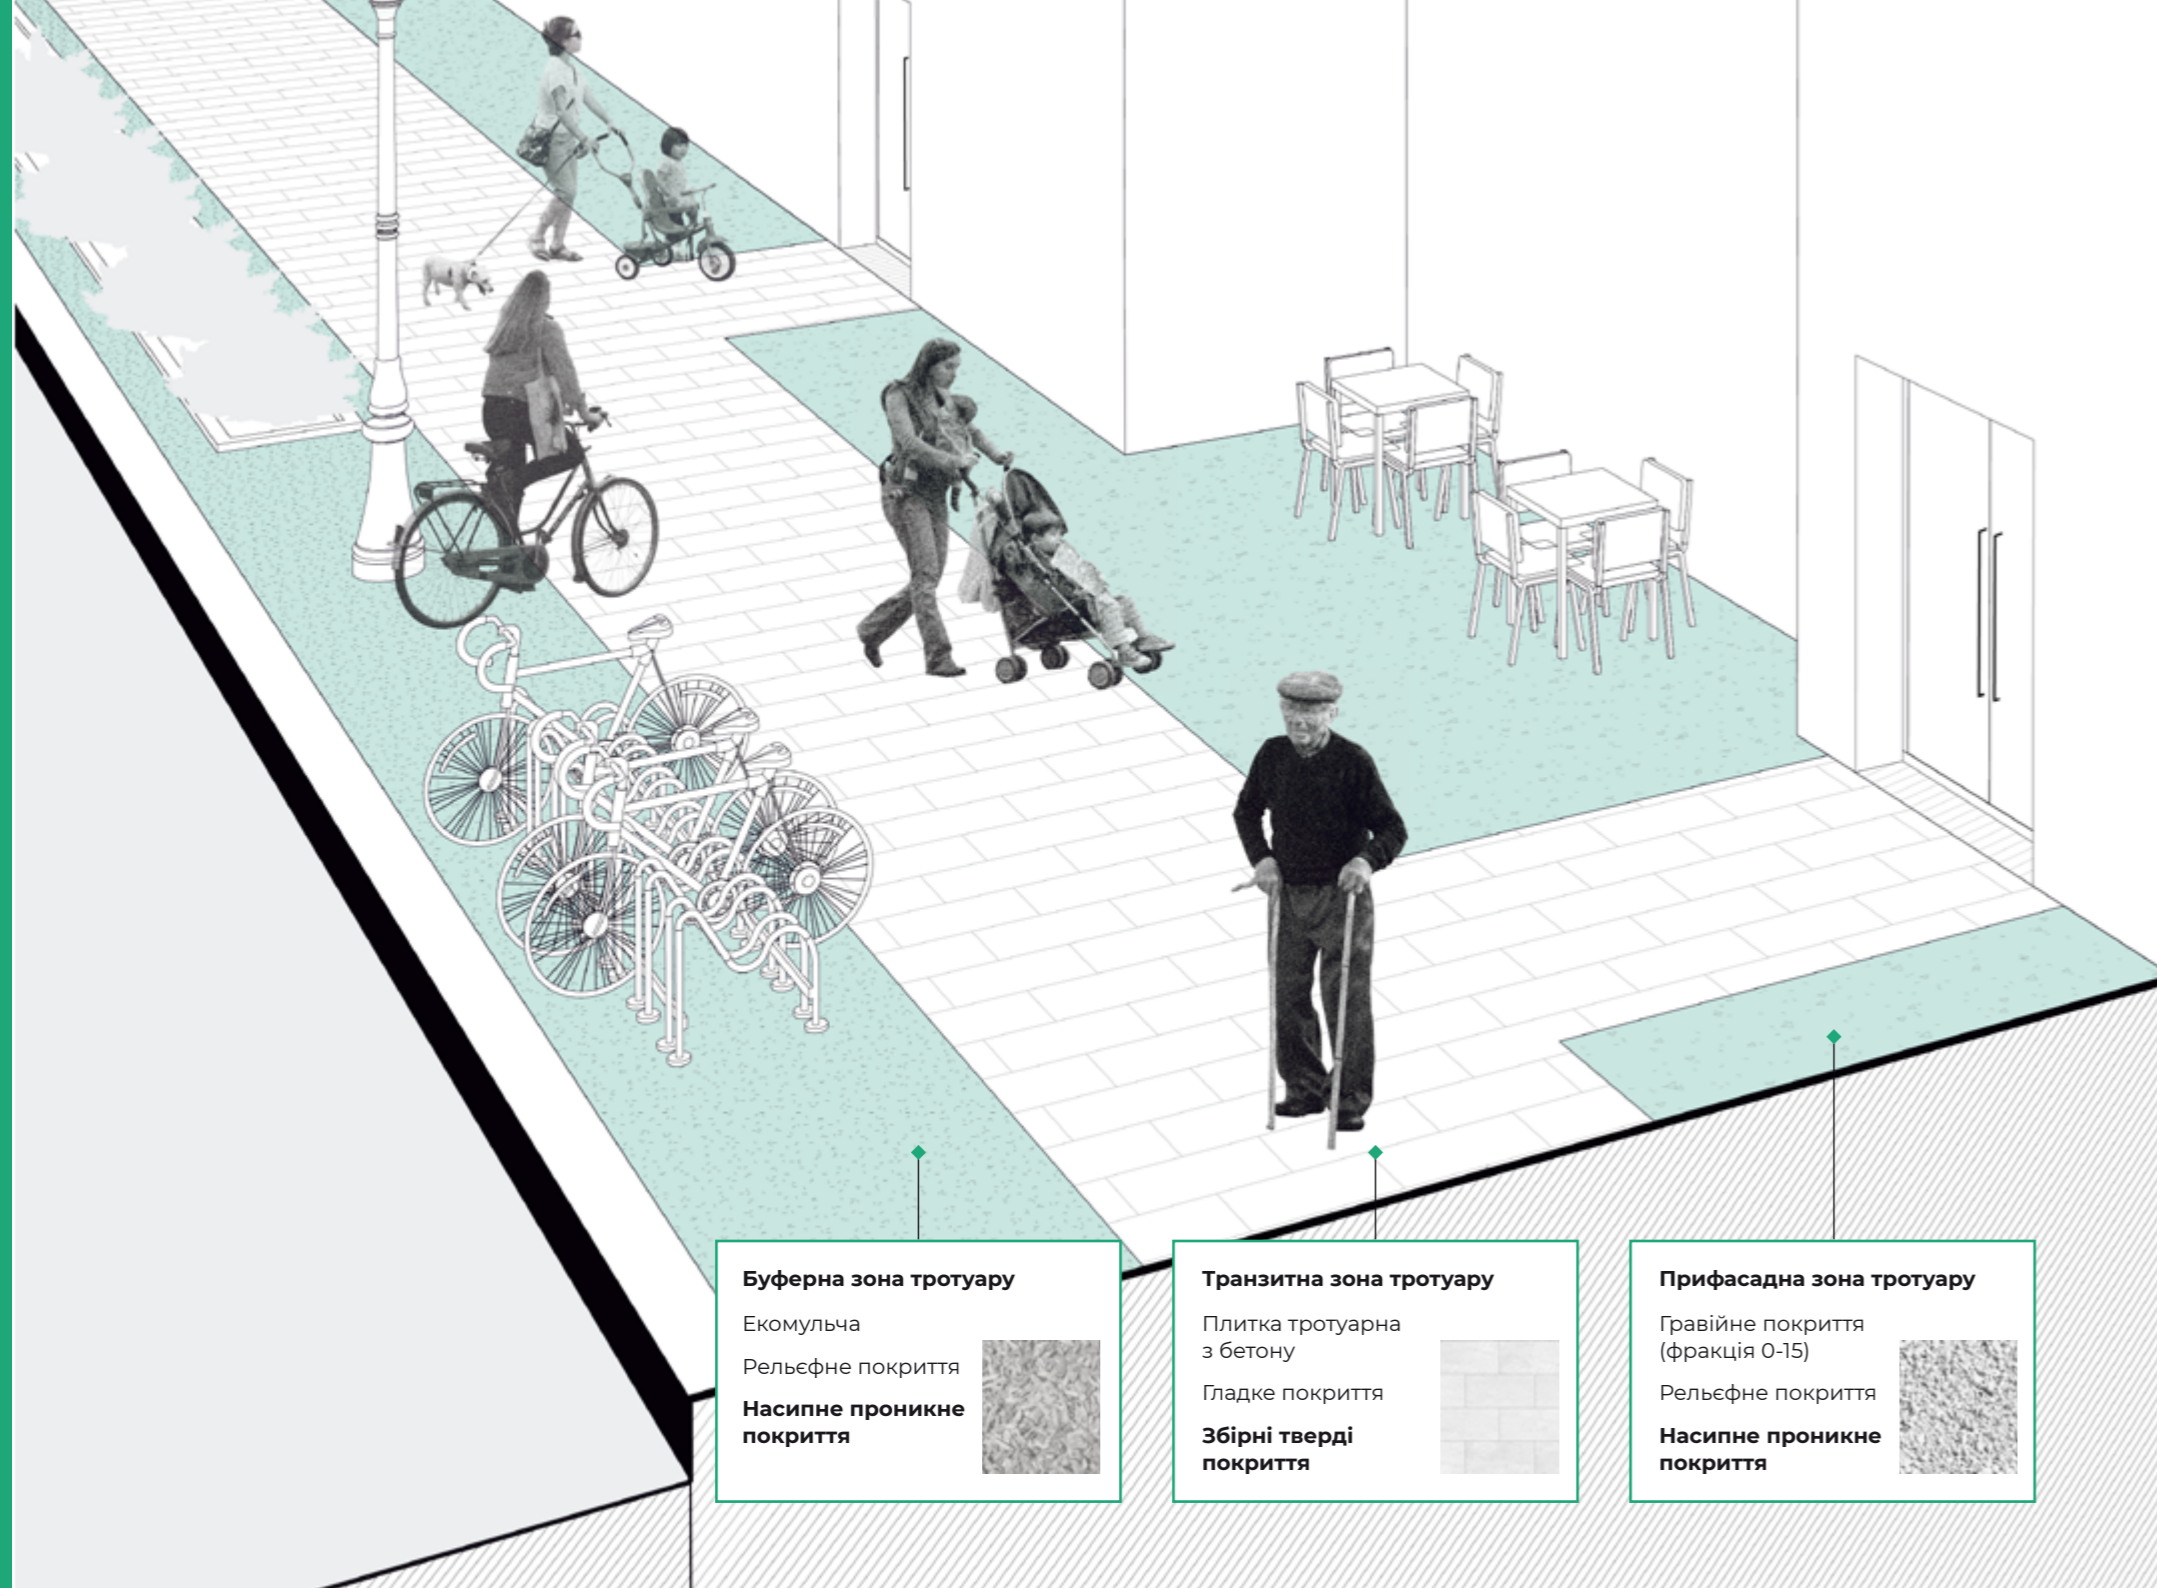 Буферна зона тротуару
Екомульча
Рельєфне покриття
Насипне проникне
покриття
Транзитна зона тротуару
Плитка тротуарна
з бетону
Гладке покриття
Збірні тверді
покриття
Прифасадна зона тротуару
Гравійне покриття
(фракція 0-15)
Рельєфне покриття
Насипне проникне
покриття